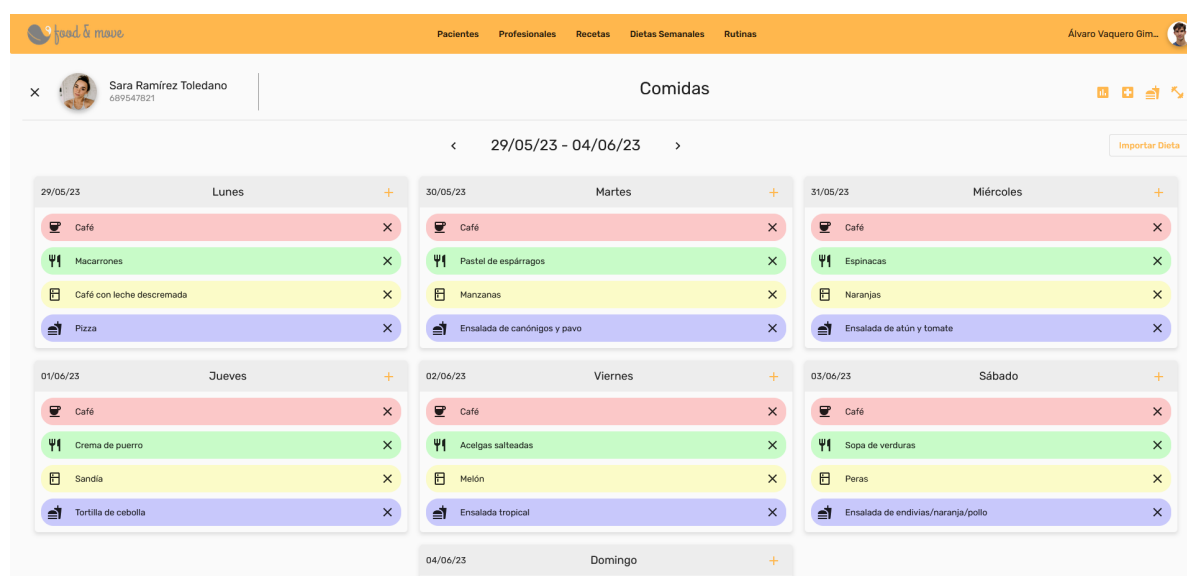 food & move
Pacientes Profesionales Recetas Dietas Semanales Rutinas
Álvaro Vaquero Gim...
Sara Ramírez Toledano
689547821
Comidas
29/05/23 - 04/06/23
Importar Dieta
29/05/23 Lunes
Café
Macarrones
Café con leche descremada
Pizza
30/05/23 Martes
Café
Pastel de espárragos
Manzanas
Ensalada de canónigos y pavo
31/05/23 Miércoles
Café
Espinacas
Naranjas
Ensalada de atún y tomate
01/06/23 Jueves
Café
Crema de puerro
Sandía
Tortilla de cebolla
02/06/23 Viernes
Café
Acelgas salteadas
Melón
Ensalada tropical
03/06/23 Sábado
Café
Sopa de verduras
Peras
Ensalada de endivias/naranja/pollo
04/06/23 Domingo